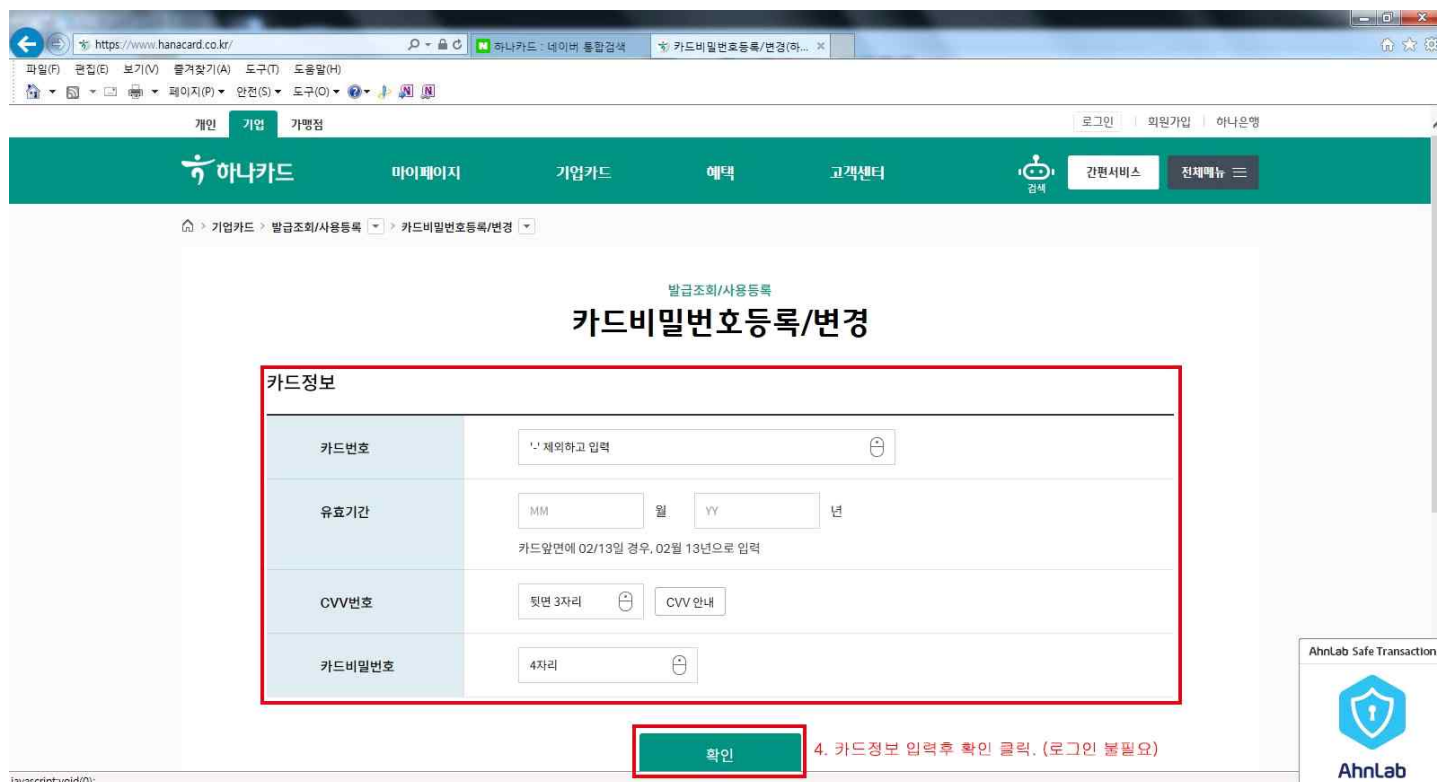 https://www.hanacard.co.kr/
하나카드 : 네이버 통합검색
카드비밀번호등록/변경(하...
파일(F) 편집(E) 보기(V) 즐겨찾기(A) 도구(T) 도움말(H)
페이지(P) 안전(S) 도구(O)
개인 기업 가맹점 로그인 회원가입 하나은행
하나카드 마이페이지 기업카드 혜택 고객센터 검색 간편서비스 전체메뉴
기업카드 > 발급조회/사용등록 > 카드비밀번호등록/변경
발급조회/사용등록
카드비밀번호등록/변경
카드정보
카드번호 '-' 제외하고 입력
유효기간 MM 월 YY 년
카드앞면에 02/13일 경우, 02월 13년으로 입력
CVV번호 뒷면 3자리 CVV 안내
카드비밀번호 4자리
AhnLab Safe Transaction
확인 4. 카드정보 입력후 확인 클릭. (로그인 불필요)
AhnLab
javascript:void(0);